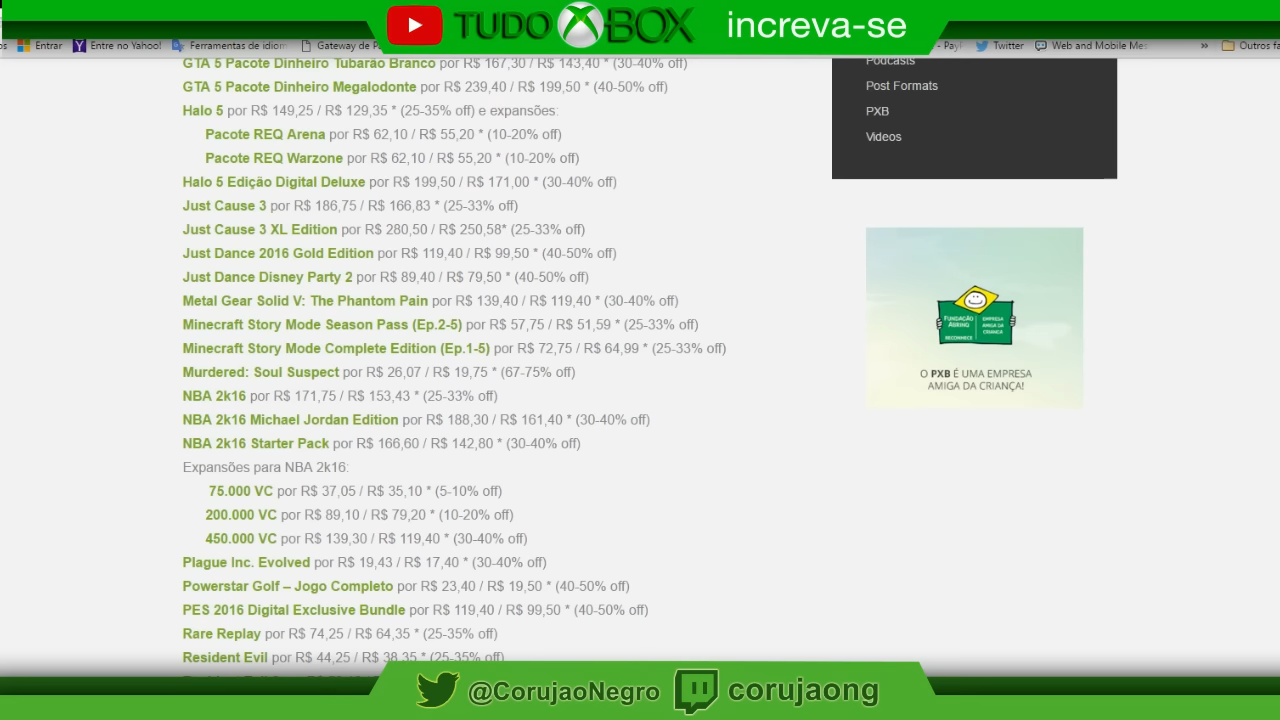 TUDO XBOX increva-se
Entrar Entre no Yahoo! Ferramentas de idiom Gateway de Pa - PayF Twitter Web and Mobile Me » Outros fa
GTA 5 Pacote Dinheiro Tubarão Branco por R$ 167,30 / R$ 143,40 * (30-40% off)
GTA 5 Pacote Dinheiro Megalodonte por R$ 239,40 / R$ 199,50 * (40-50% off)
Halo 5 por R$ 149,25 / R$ 129,35 * (25-35% off) e expansões:
Pacote REQ Arena por R$ 62,10 / R$ 55,20 * (10-20% off)
Pacote REQ Warzone por R$ 62,10 / R$ 55,20 * (10-20% off)
Halo 5 Edição Digital Deluxe por R$ 199,50 / R$ 171,00 * (30-40% off)
Just Cause 3 por R$ 186,75 / R$ 166,83 * (25-33% off)
Just Cause 3 XL Edition por R$ 280,50 / R$ 250,58* (25-33% off)
Just Dance 2016 Gold Edition por R$ 119,40 / R$ 99,50 * (40-50% off)
Just Dance Disney Party 2 por R$ 89,40 / R$ 79,50 * (40-50% off)
Metal Gear Solid V: The Phantom Pain por R$ 139,40 / R$ 119,40 * (30-40% off)
Minecraft Story Mode Season Pass (Ep.2-5) por R$ 57,75 / R$ 51,59 * (25-33% off)
Minecraft Story Mode Complete Edition (Ep.1-5) por R$ 72,75 / R$ 64,99 * (25-33% off)
Murdered: Soul Suspect por R$ 26,07 / R$ 19,75 * (67-75% off)
NBA 2k16 por R$ 171,75 / R$ 153,43 * (25-33% off)
NBA 2k16 Michael Jordan Edition por R$ 188,30 / R$ 161,40 * (30-40% off)
NBA 2k16 Starter Pack por R$ 166,60 / R$ 142,80 * (30-40% off)
Expansões para NBA 2k16:
75.000 VC por R$ 37,05 / R$ 35,10 * (5-10% off)
200.000 VC por R$ 89,10 / R$ 79,20 * (10-20% off)
450.000 VC por R$ 139,30 / R$ 119,40 * (30-40% off)
Plague Inc. Evolved por R$ 19,43 / R$ 17,40 * (30-40% off)
Powerstar Golf – Jogo Completo por R$ 23,40 / R$ 19,50 * (40-50% off)
PES 2016 Digital Exclusive Bundle por R$ 119,40 / R$ 99,50 * (40-50% off)
Rare Replay por R$ 74,25 / R$ 64,35 * (25-35% off)
Resident Evil por R$ 44,25 / R$ 38,35 * (25-35% off)
Podcasts
Post Formats
PXB
Videos
FUNDAÇÃO ABRINQ
RECONHECE
EMPRESA
AMIGA DA
CRIANÇA
O PXB É UMA EMPRESA
AMIGA DA CRIANÇA!
@CorujaoNegro corujaong